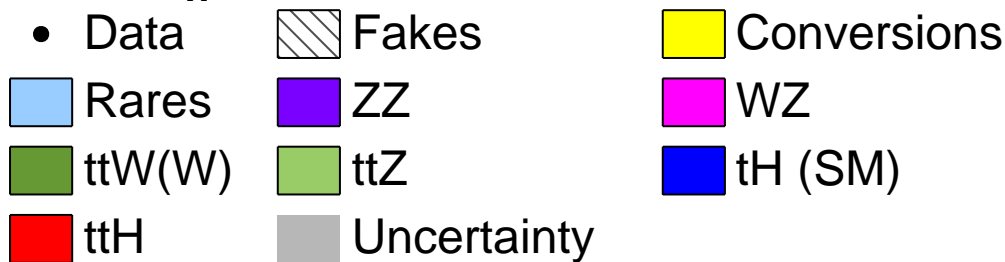 Data Fakes Conversions
Rares ZZ WZ
ttW(W) ttZ tH (SM)
ttH Uncertainty